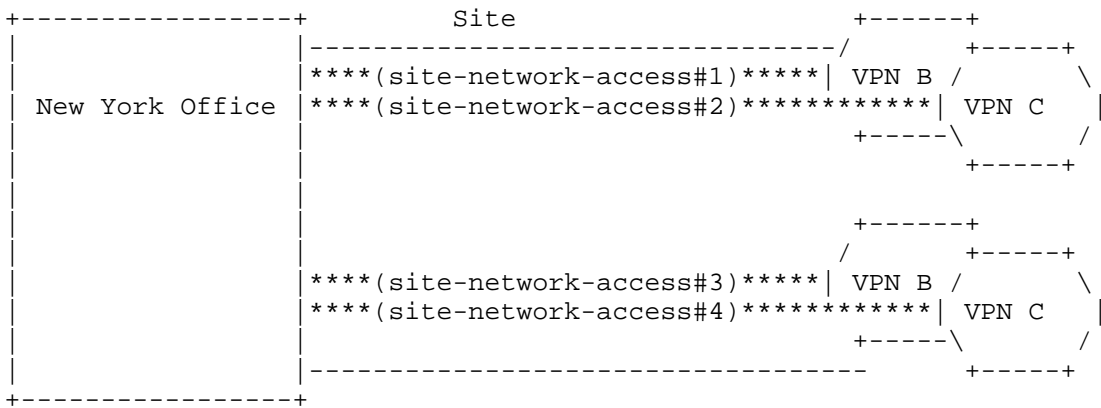 Site
****(site-network-access#1)*****| VPN B
New York Office ****(site-network-access#2)************| VPN C
****(site-network-access#3)*****| VPN B
****(site-network-access#4)************| VPN C